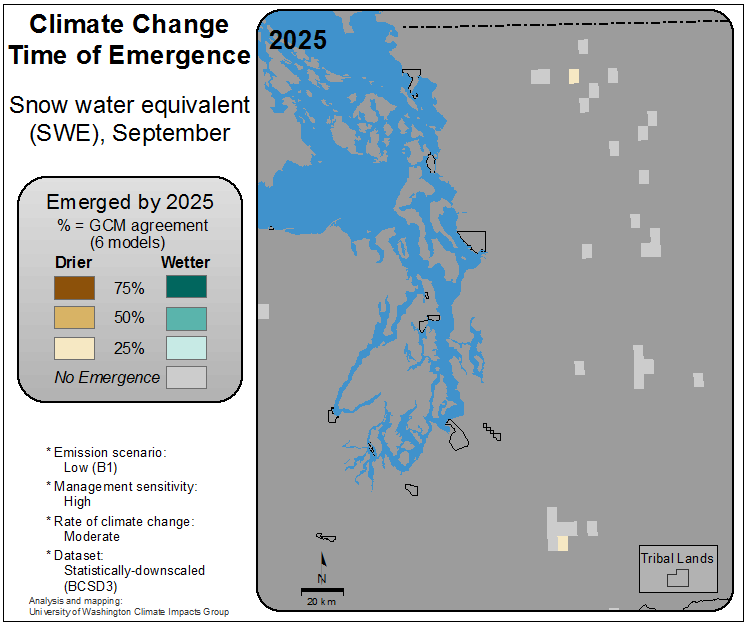 Climate Change
Time of Emergence
Snow water equivalent
(SWE), September
Emerged by 2025
% = GCM agreement
(6 models)
Drier
Wetter
75%
50%
25%
No Emergence
* Emission scenario:
Low (B1)
* Management sensitivity:
High
* Rate of climate change:
Moderate
* Dataset:
Statistically-downscaled
(BCSD3)
Analysis and mapping:
University of Washington Climate Impacts Group
2025
N
20 km
Tribal Lands